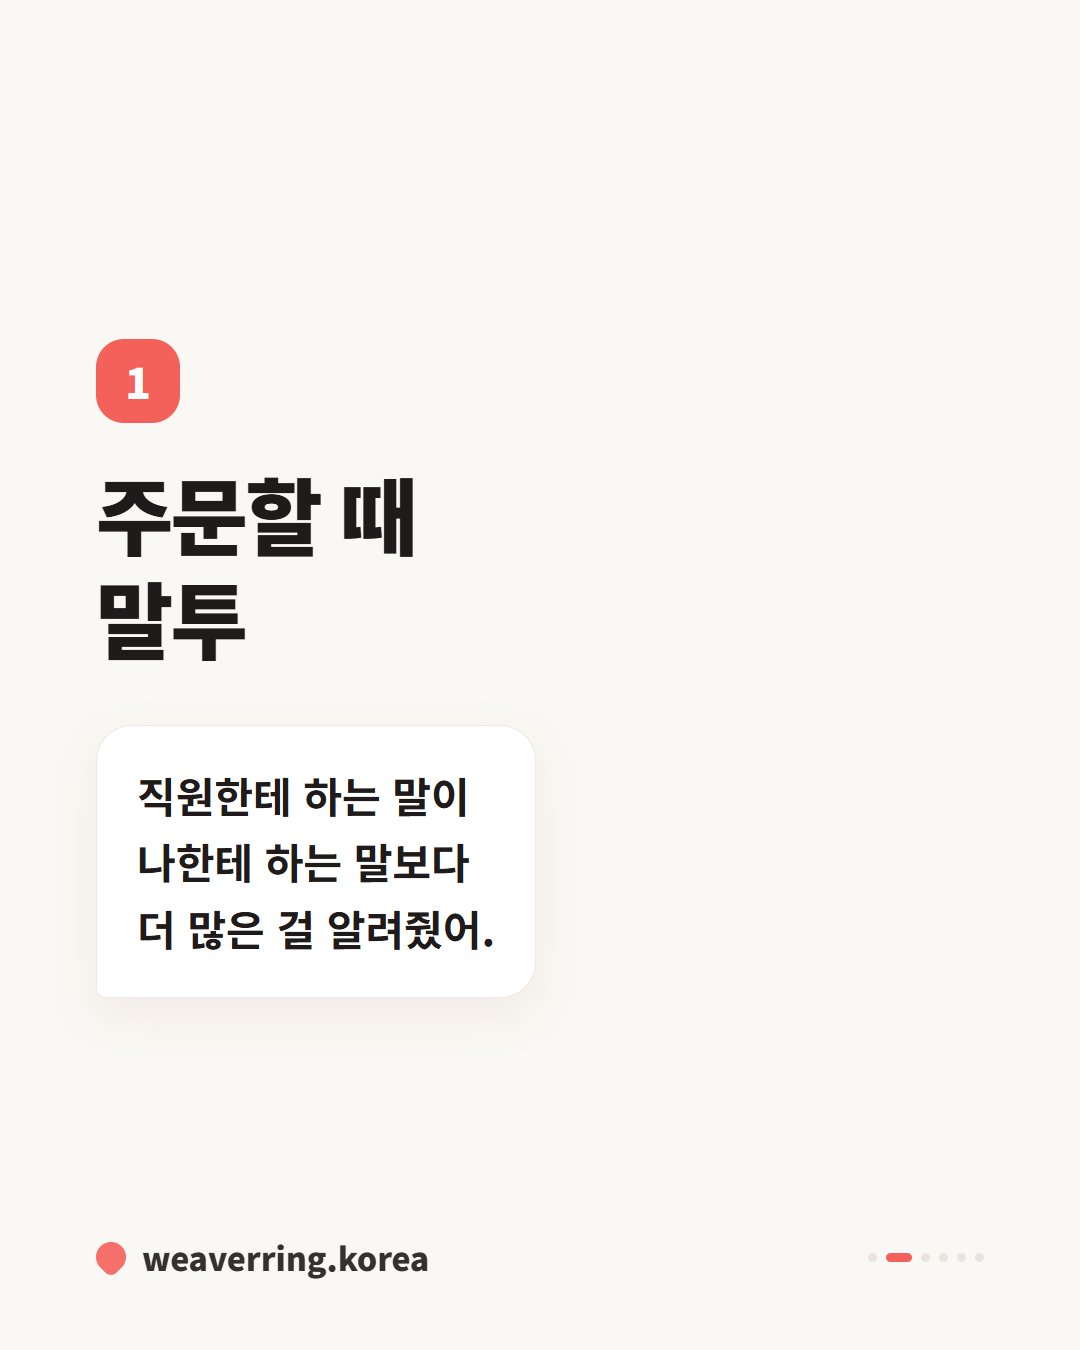 1
주문할 때
말투
직원한테 하는 말이
나한테 하는 말보다
더 많은 걸 알려줬어.
weaverring.korea